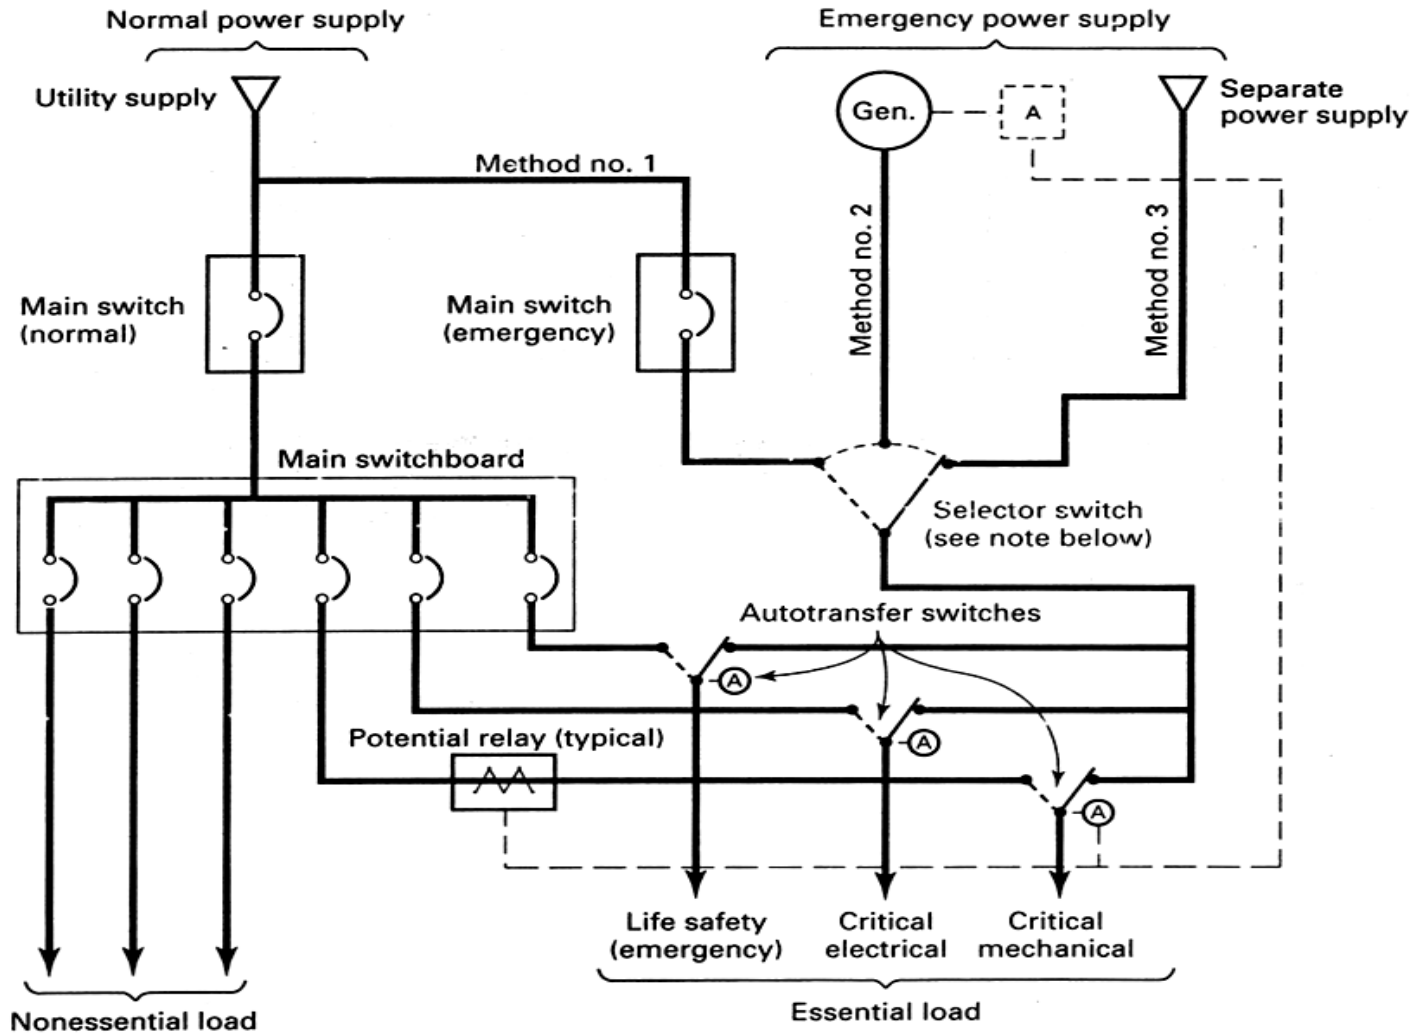 Normal power supply
Emergency power supply
Utility supply
Gen.
A
Separate
power supply
Method no. 1
Method no. 2
Method no. 3
Main switch
(normal)
Main switch
(emergency)
Main switchboard
Selector switch
(see note below)
Autotransfer switches
A
Potential relay (typical)
A
A
Life safety
(emergency)
Critical
electrical
Critical
mechanical
Nonessential load
Essential load